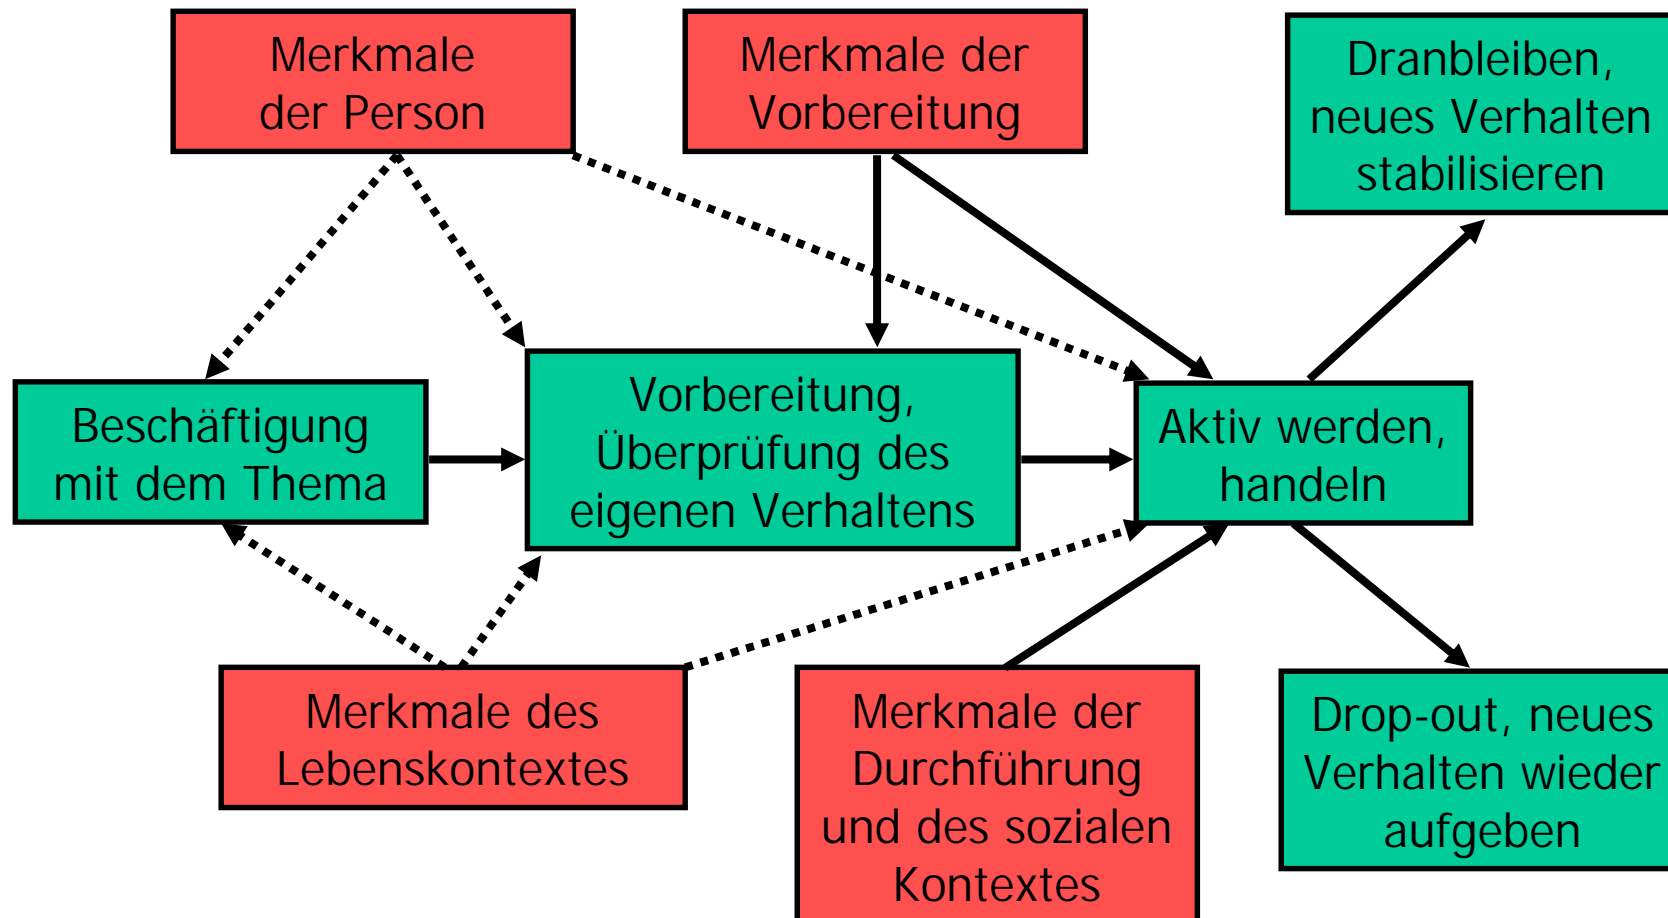 Merkmale
der Person
Merkmale der
Vorbereitung
Dranbleiben,
neues Verhalten
stabilisieren
Beschäftigung
mit dem Thema
Vorbereitung,
Überprüfung des
eigenen Verhaltens
Aktiv werden,
handeln
Merkmale des
Lebenskontextes
Merkmale der
Durchführung
und des sozialen
Kontextes
Drop-out, neues
Verhalten wieder
aufgeben